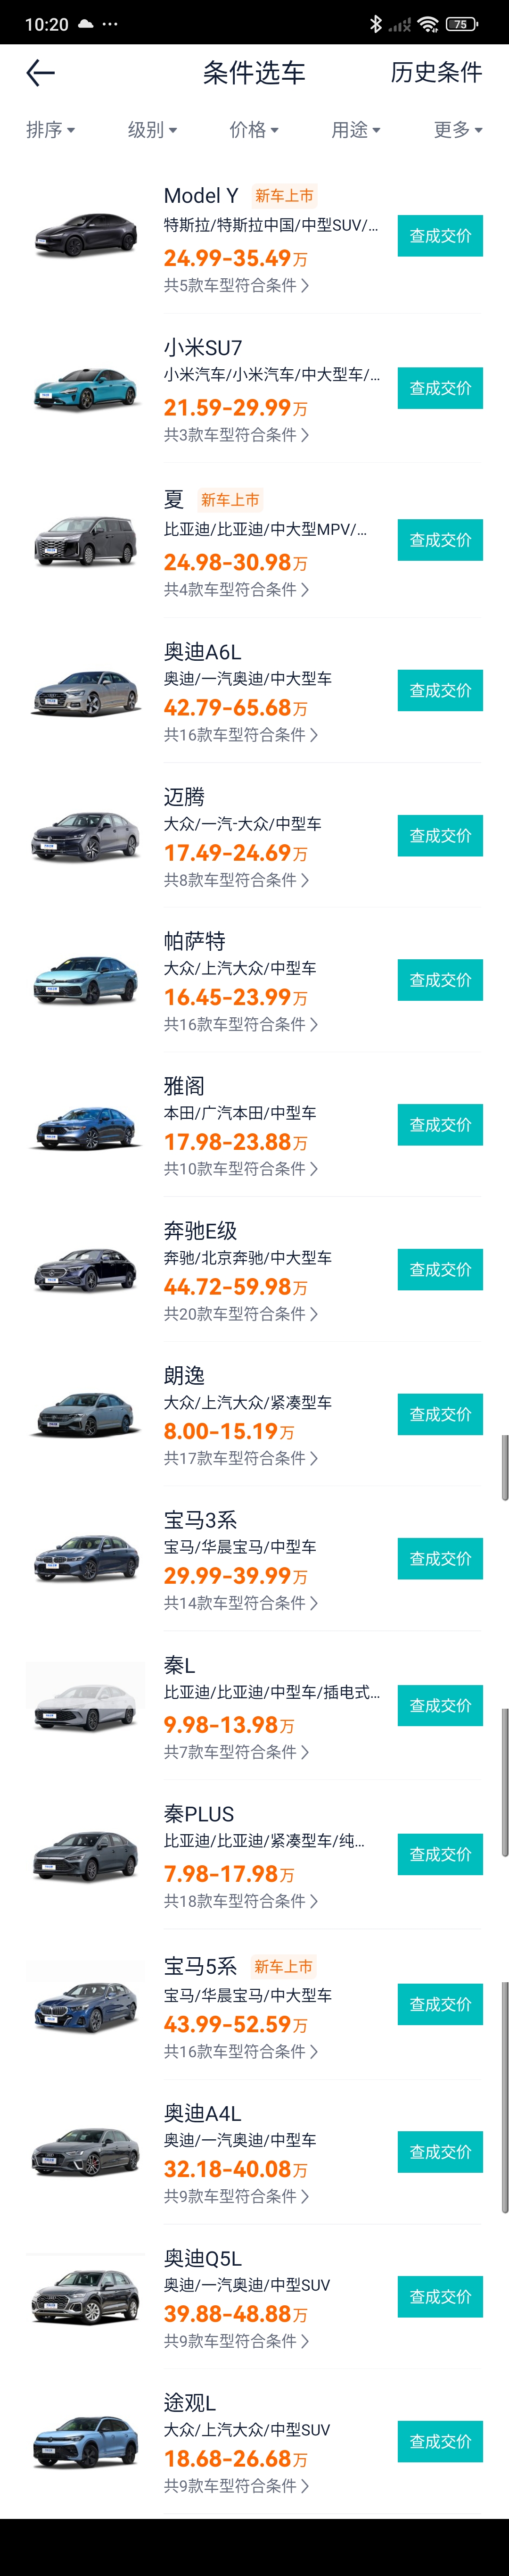 10:20 ... 75
条件选车 历史条件
排序 级别 价格 用途 更多
Model Y 新车上市
特斯拉/特斯拉中国/中型SUV/...
24.99-35.49万
共5款车型符合条件
查成交价
小米SU7
小米汽车/小米汽车/中大型车/...
21.59-29.99万
共3款车型符合条件
查成交价
夏 新车上市
比亚迪/比亚迪/中大型MPV/...
24.98-30.98万
共4款车型符合条件
查成交价
奥迪A6L
奥迪/一汽奥迪/中大型车
42.79-65.68万
共16款车型符合条件
查成交价
迈腾
大众/一汽-大众/中型车
17.49-24.69万
共8款车型符合条件
查成交价
帕萨特
大众/上汽大众/中型车
16.45-23.99万
共16款车型符合条件
查成交价
雅阁
本田/广汽本田/中型车
17.98-23.88万
共10款车型符合条件
查成交价
奔驰E级
奔驰/北京奔驰/中大型车
44.72-59.98万
共20款车型符合条件
查成交价
朗逸
大众/上汽大众/紧凑型车
8.00-15.19万
共17款车型符合条件
查成交价
宝马3系
宝马/华晨宝马/中型车
29.99-39.99万
共14款车型符合条件
查成交价
秦L
比亚迪/比亚迪/中型车/插电式...
9.98-13.98万
共7款车型符合条件
查成交价
秦PLUS
比亚迪/比亚迪/紧凑型车/纯...
7.98-17.98万
共18款车型符合条件
查成交价
宝马5系 新车上市
宝马/华晨宝马/中大型车
43.99-52.59万
共16款车型符合条件
查成交价
奥迪A4L
奥迪/一汽奥迪/中型车
32.18-40.08万
共9款车型符合条件
查成交价
奥迪Q5L
奥迪/一汽奥迪/中型SUV
39.88-48.88万
共9款车型符合条件
查成交价
途观L
大众/上汽大众/中型SUV
18.68-26.68万
共9款车型符合条件
查成交价